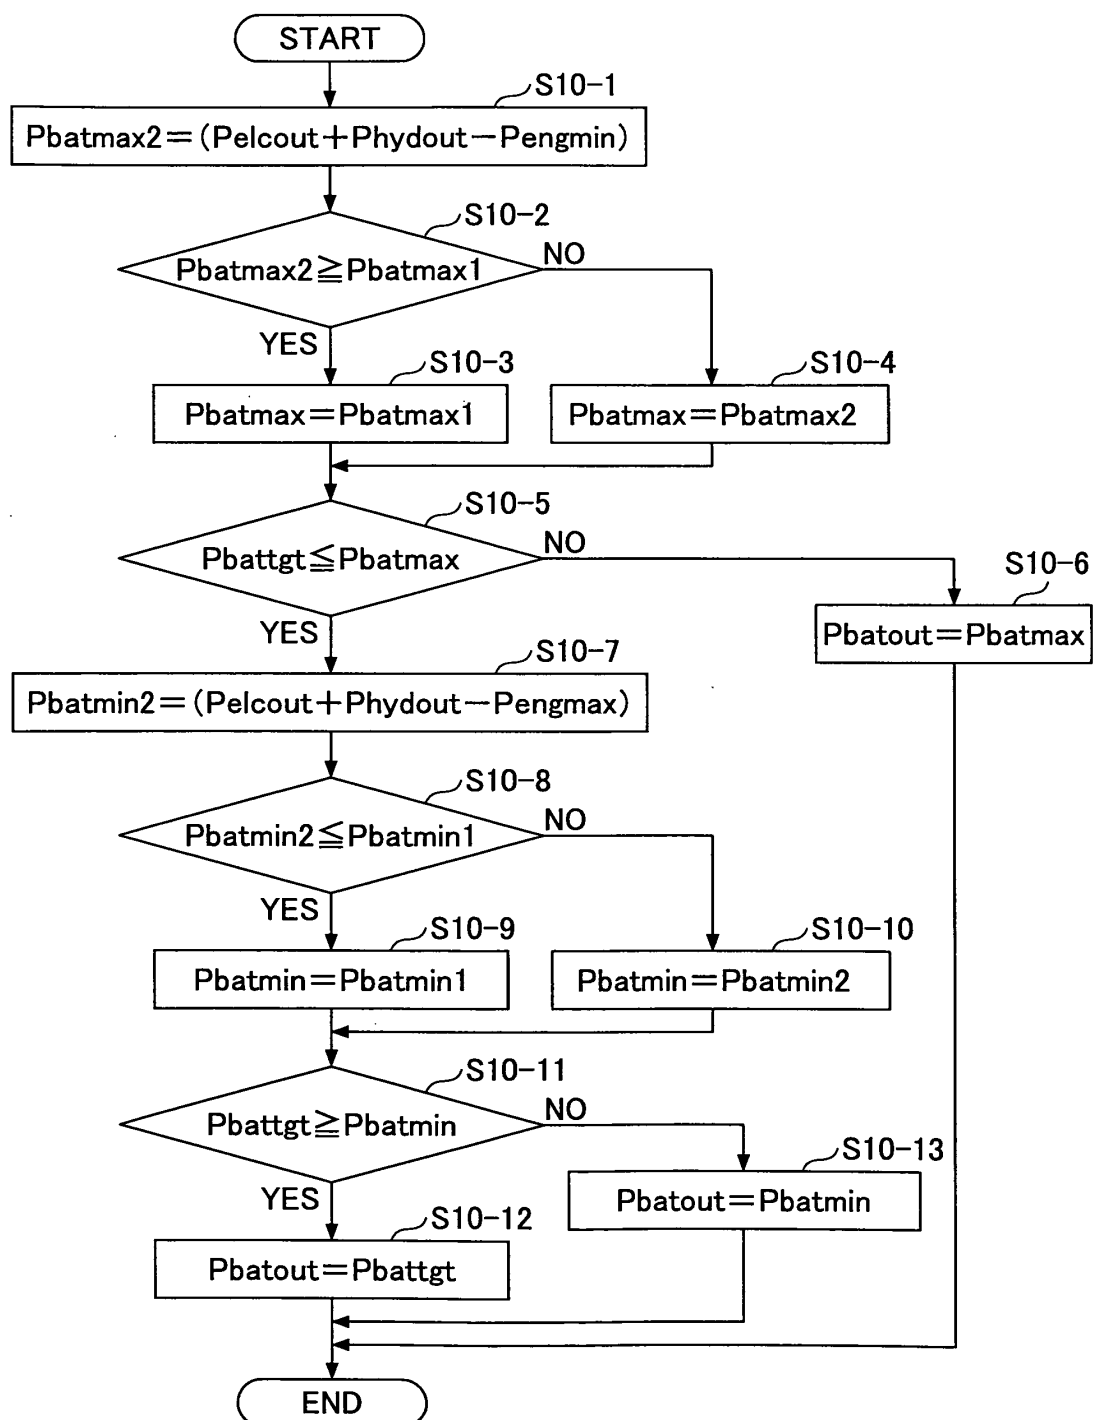 START
S10-1
Pbatmax2=(Pelcout+Phydout-Pengmin)
S10-2
Pbatmax2≧Pbatmax1
NO
YES
S10-3
Pbatmax=Pbatmax1
S10-4
Pbatmax=Pbatmax2
S10-5
Pbattgt≦Pbatmax
NO
S10-6
Pbatout=Pbatmax
YES
S10-7
Pbatmin2=(Pelcout+Phydout-Pengmax)
S10-8
Pbatmin2≦Pbatmin1
NO
YES
S10-9
Pbatmin=Pbatmin1
S10-10
Pbatmin=Pbatmin2
S10-11
Pbattgt≧Pbatmin
NO
S10-13
Pbatout=Pbatmin
YES
S10-12
Pbatout=Pbattgt
END